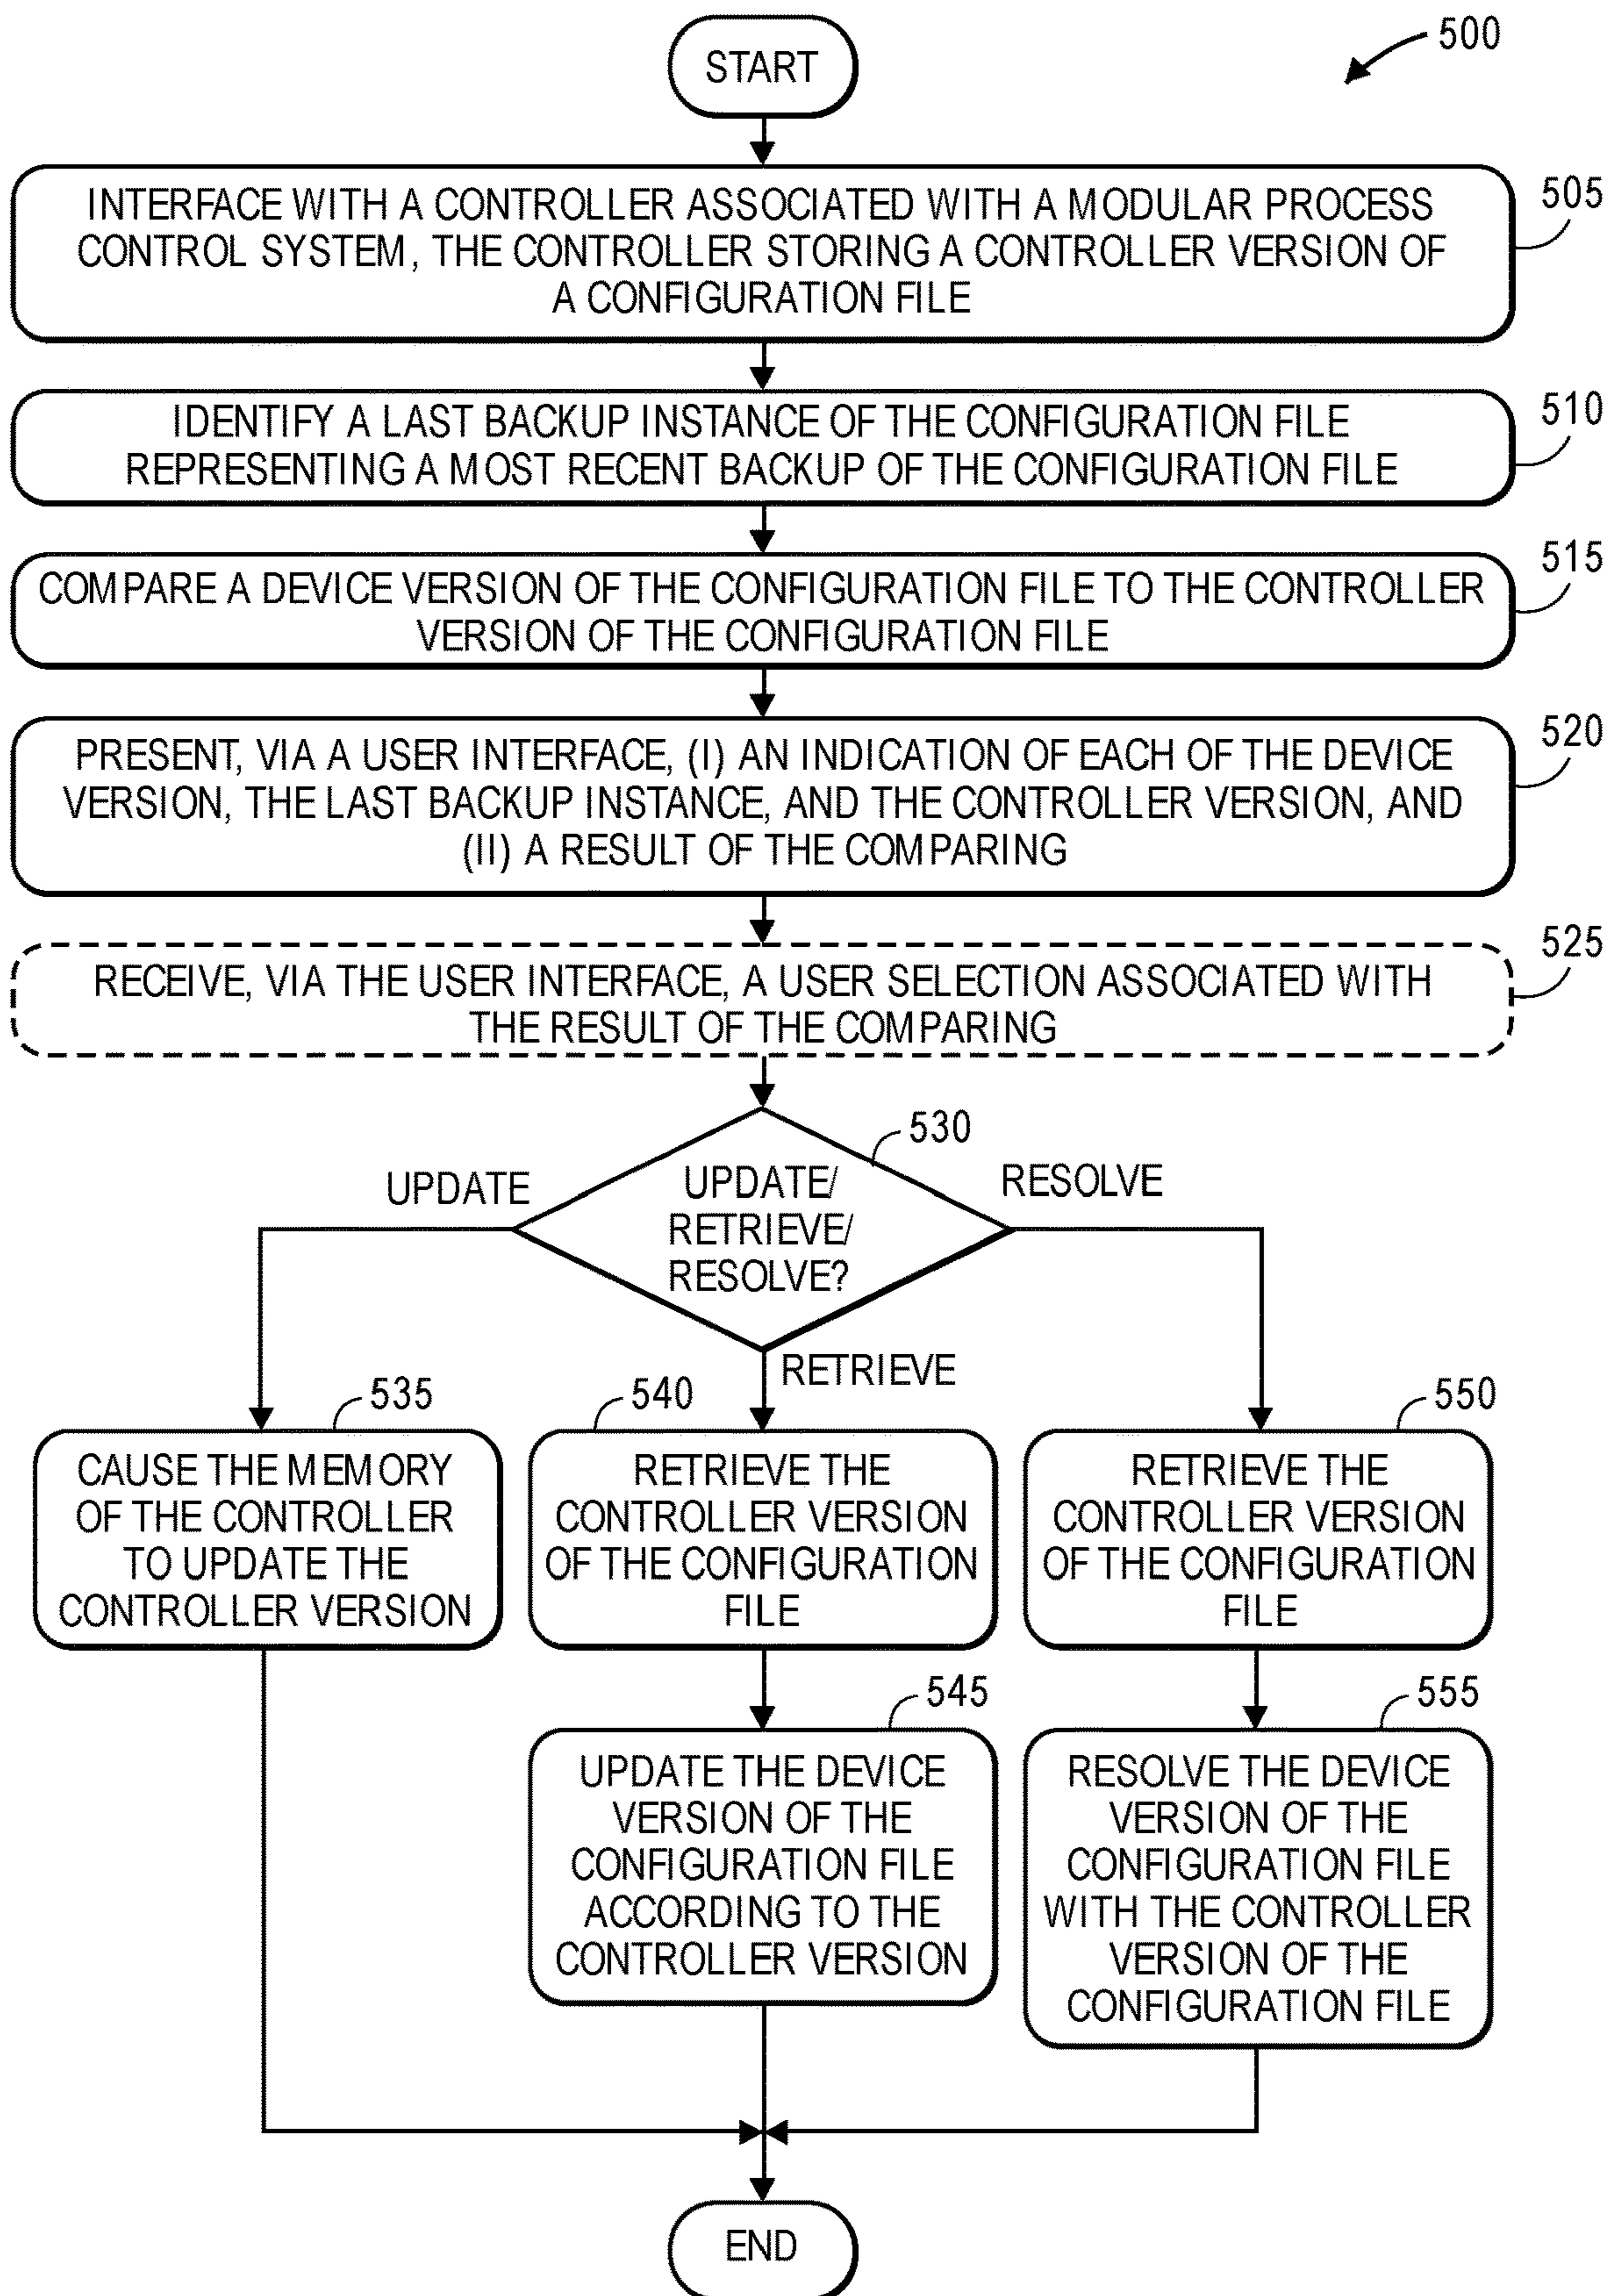 500
START
505
INTERFACE WITH A CONTROLLER ASSOCIATED WITH A MODULAR PROCESS
CONTROL SYSTEM, THE CONTROLLER STORING A CONTROLLER VERSION OF
A CONFIGURATION FILE
510
IDENTIFY A LAST BACKUP INSTANCE OF THE CONFIGURATION FILE
REPRESENTING A MOST RECENT BACKUP OF THE CONFIGURATION FILE
515
COMPARE A DEVICE VERSION OF THE CONFIGURATION FILE TO THE CONTROLLER
VERSION OF THE CONFIGURATION FILE
520
PRESENT, VIA A USER INTERFACE, (I) AN INDICATION OF EACH OF THE DEVICE
VERSION, THE LAST BACKUP INSTANCE, AND THE CONTROLLER VERSION, AND
(II) A RESULT OF THE COMPARING
525
RECEIVE, VIA THE USER INTERFACE, A USER SELECTION ASSOCIATED WITH
THE RESULT OF THE COMPARING
530
UPDATE/
RETRIEVE/
RESOLVE?
UPDATE
RESOLVE
RETRIEVE
535
CAUSE THE MEMORY
OF THE CONTROLLER
TO UPDATE THE
CONTROLLER VERSION
540
RETRIEVE THE
CONTROLLER VERSION
OF THE CONFIGURATION
FILE
550
RETRIEVE THE
CONTROLLER VERSION
OF THE CONFIGURATION
FILE
545
UPDATE THE DEVICE
VERSION OF THE
CONFIGURATION FILE
ACCORDING TO THE
CONTROLLER VERSION
555
RESOLVE THE DEVICE
VERSION OF THE
CONFIGURATION FILE
WITH THE CONTROLLER
VERSION OF THE
CONFIGURATION FILE
END